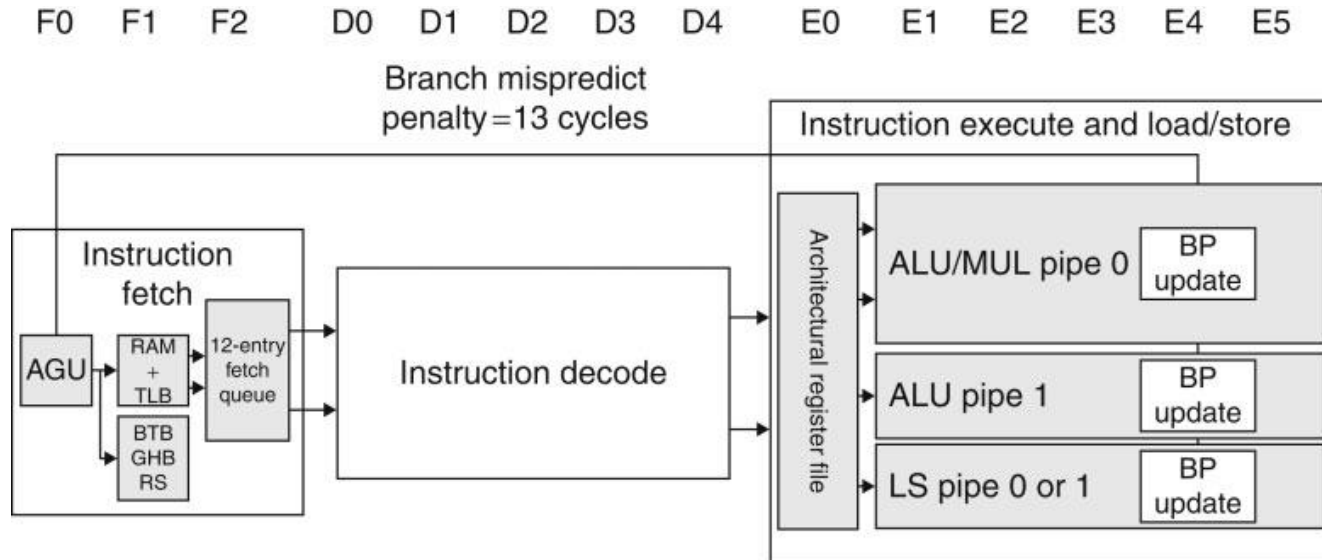 F0 F1 F2 D0 D1 D2 D3 D4 E0 E1 E2 E3 E4 E5
Branch mispredict
penalty=13 cycles
Instruction execute and load/store
Instruction
fetch
AGU
RAM
+
TLB
BTB
GHB
RS
12-entry
fetch
queue
Instruction decode
Architectural register file
ALU/MUL pipe 0
BP
update
ALU pipe 1
BP
update
LS pipe 0 or 1
BP
update